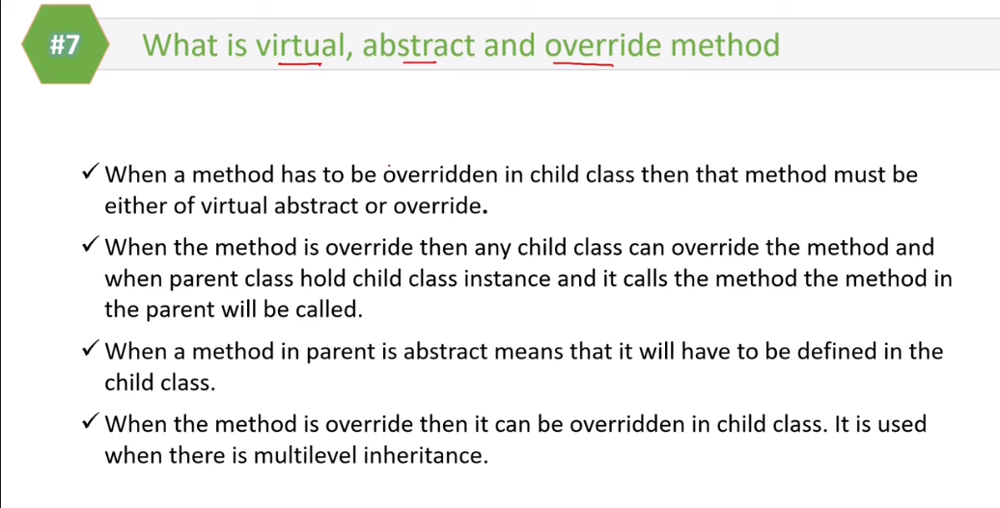 #7
What is virtual, abstract and override method
✓ When a method has to be overridden in child class then that method must be
either of virtual abstract or override.
✓ When the method is override then any child class can override the method and
when parent class hold child class instance and it calls the method the method in
the parent will be called.
✓ When a method in parent is abstract means that it will have to be defined in the
child class.
✓ When the method is override then it can be overridden in child class. It is used
when there is multilevel inheritance.